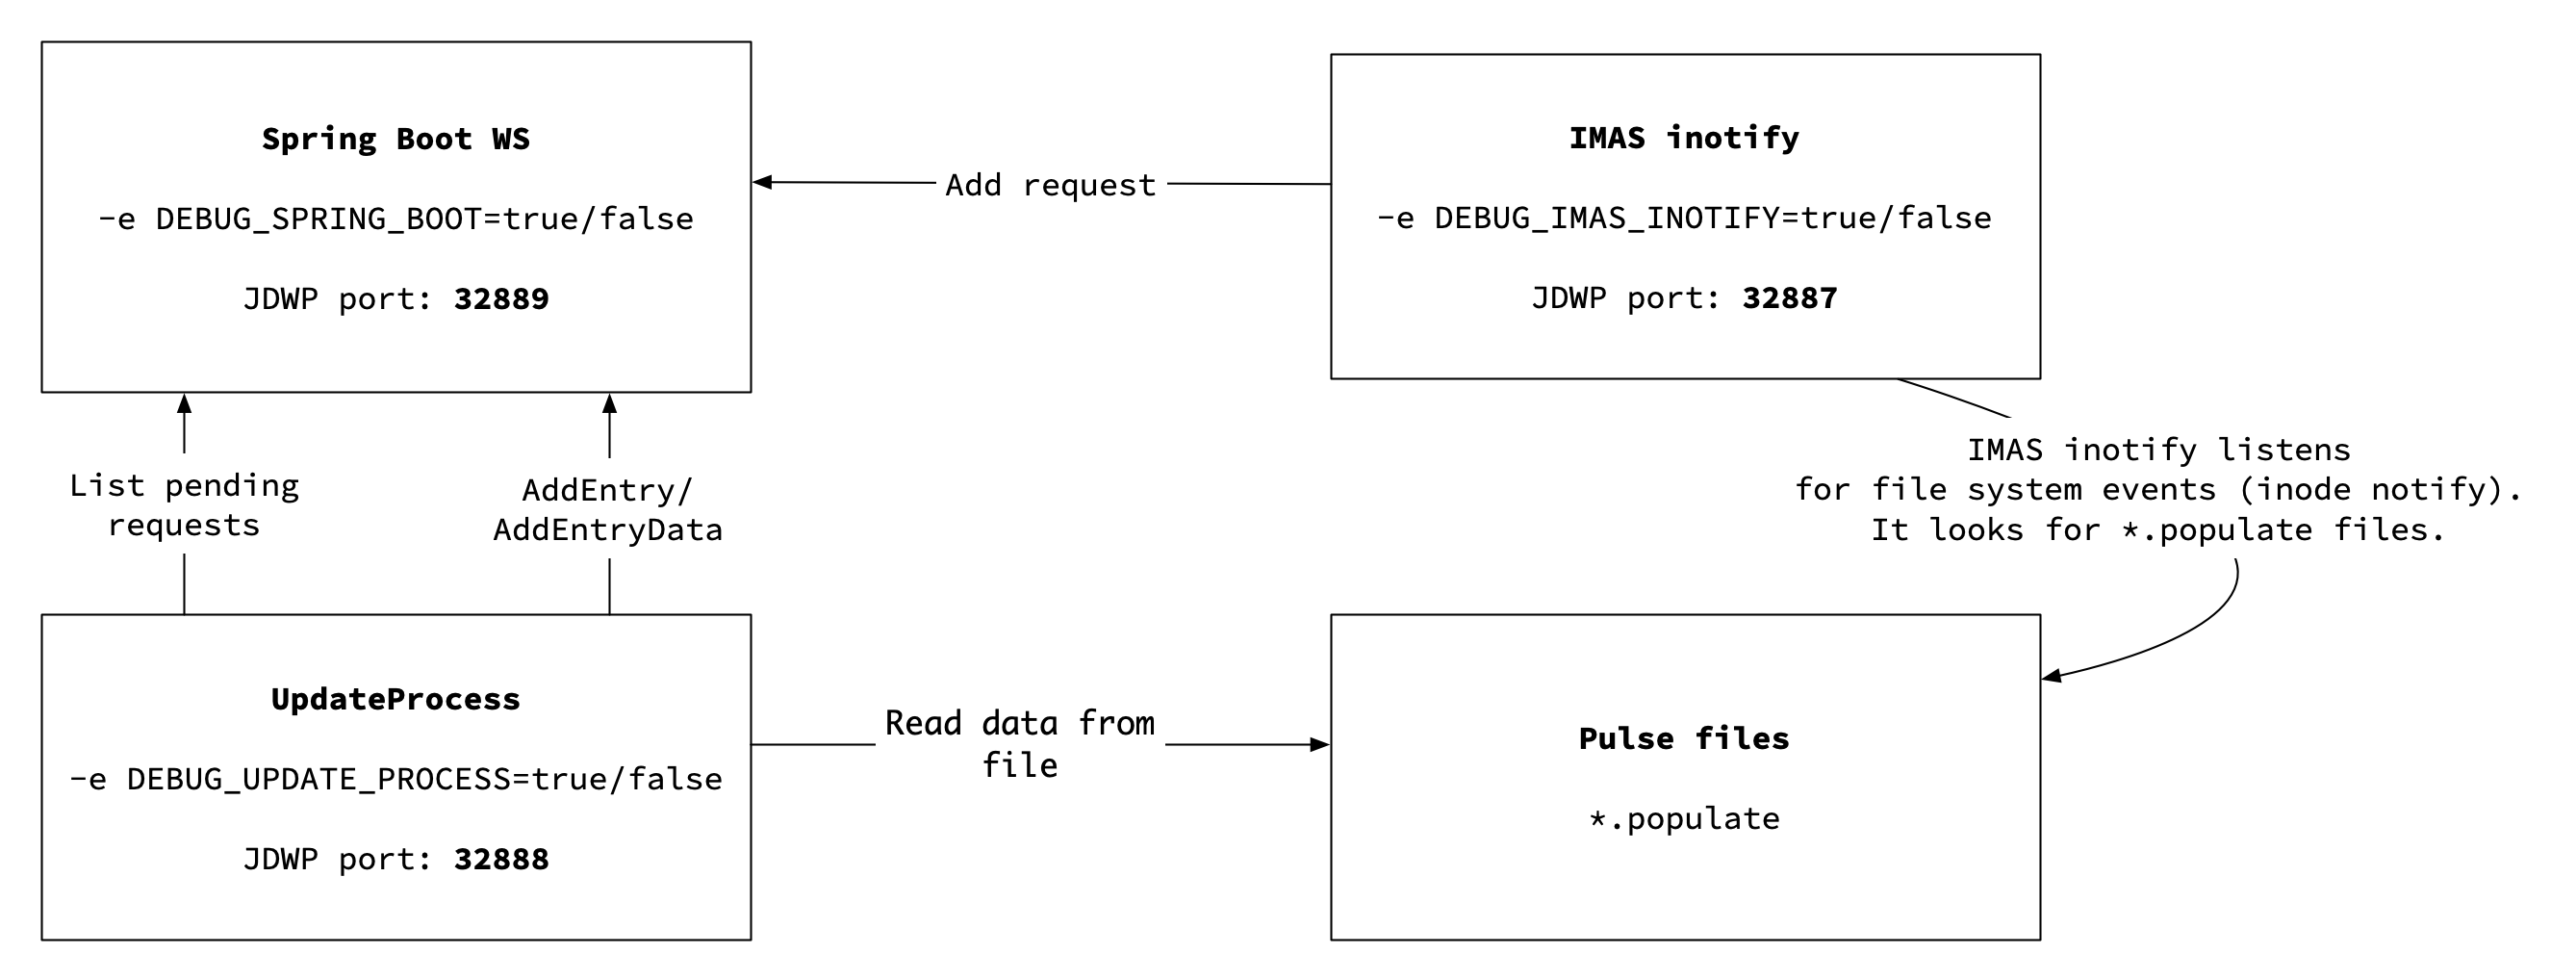 Spring Boot WS
-e DEBUG_SPRING_BOOT=true/false
JDWP port: 32889
Add request
IMAS inotify
-e DEBUG_IMAS_INOTIFY=true/false
JDWP port: 32887
List pending
requests
AddEntry/
AddEntryData
IMAS inotify listens
for file system events (inode notify).
It looks for *.populate files.
UpdateProcess
-e DEBUG_UPDATE_PROCESS=true/false
JDWP port: 32888
Read data from
file
Pulse files
*.populate